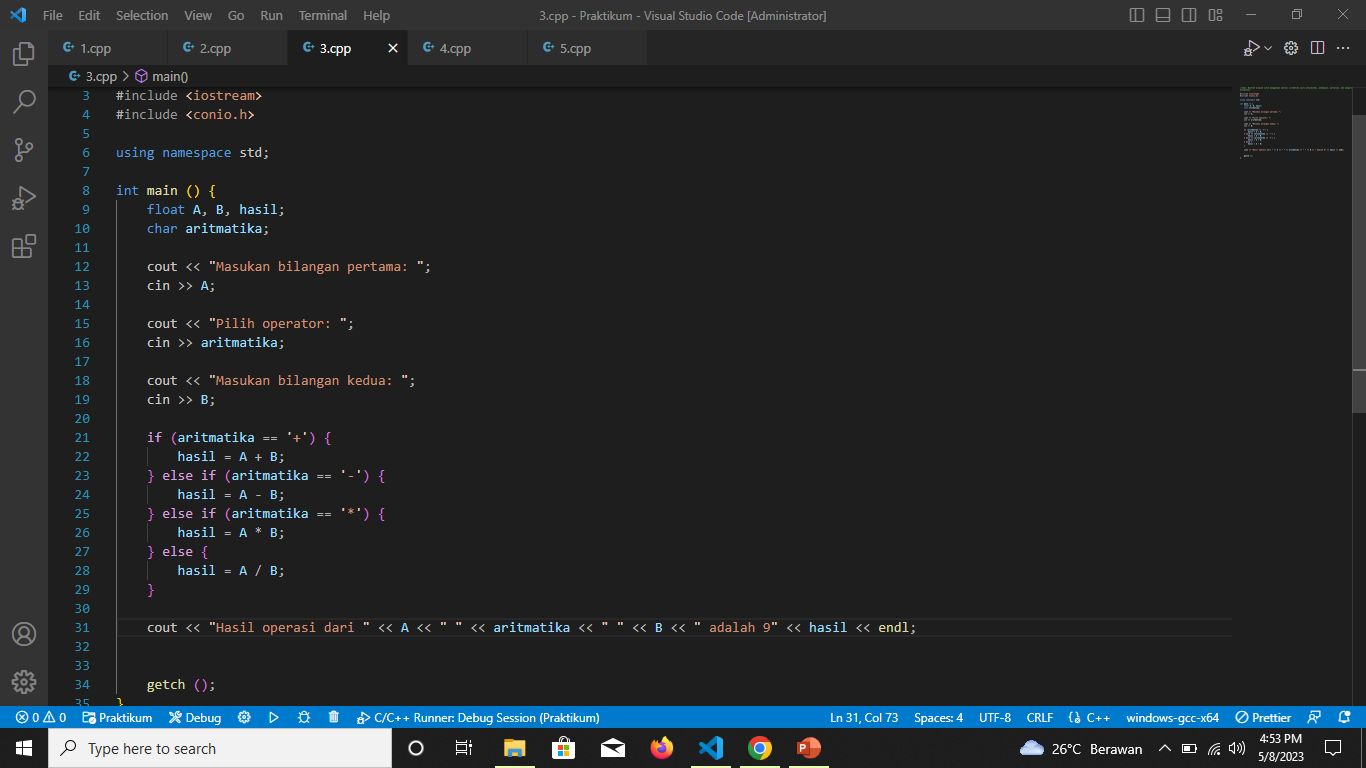 File Edit Selection View Go Run Terminal Help 3.cpp - Praktikum - Visual Studio Code [Administrator]
1.cpp 2.cpp 3.cpp 4.cpp 5.cpp
3.cpp > main()
3 #include <iostream>
4 #include <conio.h>
5
6 using namespace std;
7
8 int main () {
9 float A, B, hasil;
10 char aritmatika;
11
12 cout << "Masukan bilangan pertama: ";
13 cin >> A;
14
15 cout << "Pilih operator: ";
16 cin >> aritmatika;
17
18 cout << "Masukan bilangan kedua: ";
19 cin >> B;
20
21 if (aritmatika == '+') {
22 hasil = A + B;
23 } else if (aritmatika == '-') {
24 hasil = A - B;
25 } else if (aritmatika == '*') {
26 hasil = A * B;
27 } else {
28 hasil = A / B;
29 }
30
31 cout << "Hasil operasi dari " << A << " " << aritmatika << " " << B << " adalah 9" << hasil << endl;
32
33
34 getch ();
35 }
0 0 Praktikum Debug C/C++ Runner: Debug Session (Praktikum) Ln 31, Col 73 Spaces: 4 UTF-8 CRLF C++ windows-gcc-x64 Prettier
Type here to search 26°C Berawan 4:53 PM
5/8/2023